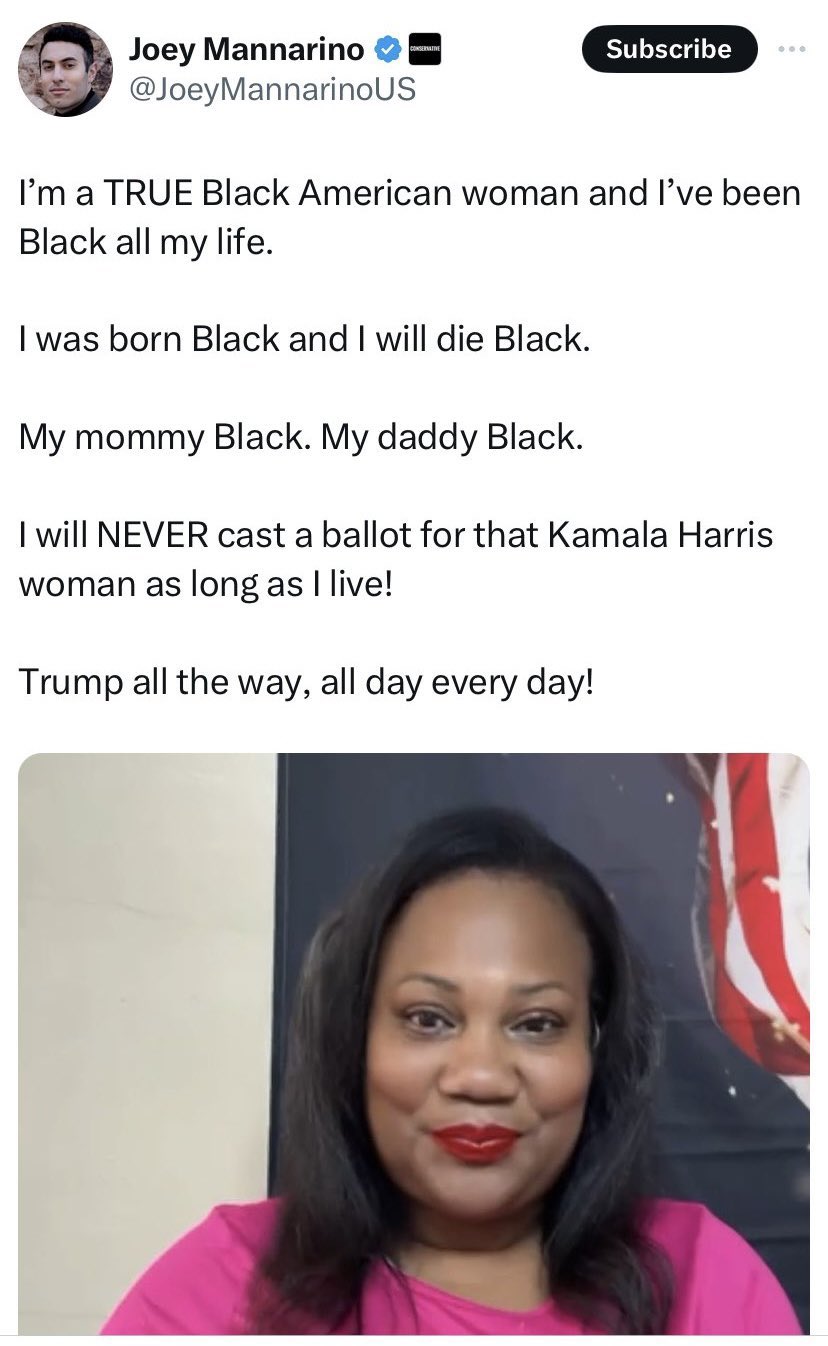 Joey Mannarino
CONSERVATIVE
Subscribe
@JoeyMannarinoUS
I’m a TRUE Black American woman and I’ve been
Black all my life.
I was born Black and I will die Black.
My mommy Black. My daddy Black.
I will NEVER cast a ballot for that Kamala Harris
woman as long as I live!
Trump all the way, all day every day!